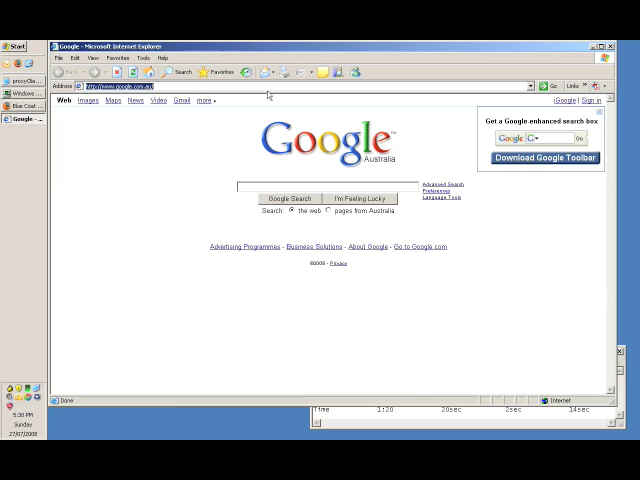 Start
Google - Microsoft Internet Explorer
File Edit View Favorites Tools Help
Back Search Favorites
Address http://www.google.com.au/ Go Links »
proxyClie...
Windows ...
Blue Coat ...
Google - ...
Web Images Maps News Video Gmail more iGoogle | Sign in
Get a Google-enhanced search box
Google G Go
Download Google Toolbar
Google™
Australia
Advanced Search
Preferences
Language Tools
Google Search I'm Feeling Lucky
Search: the web pages from Australia
Advertising Programmes - Business Solutions - About Google - Go to Google.com
©2008 - Privacy
Done Internet
Time 1:20 20sec 2sec 14sec
5:30 PM
Sunday
27/07/2008